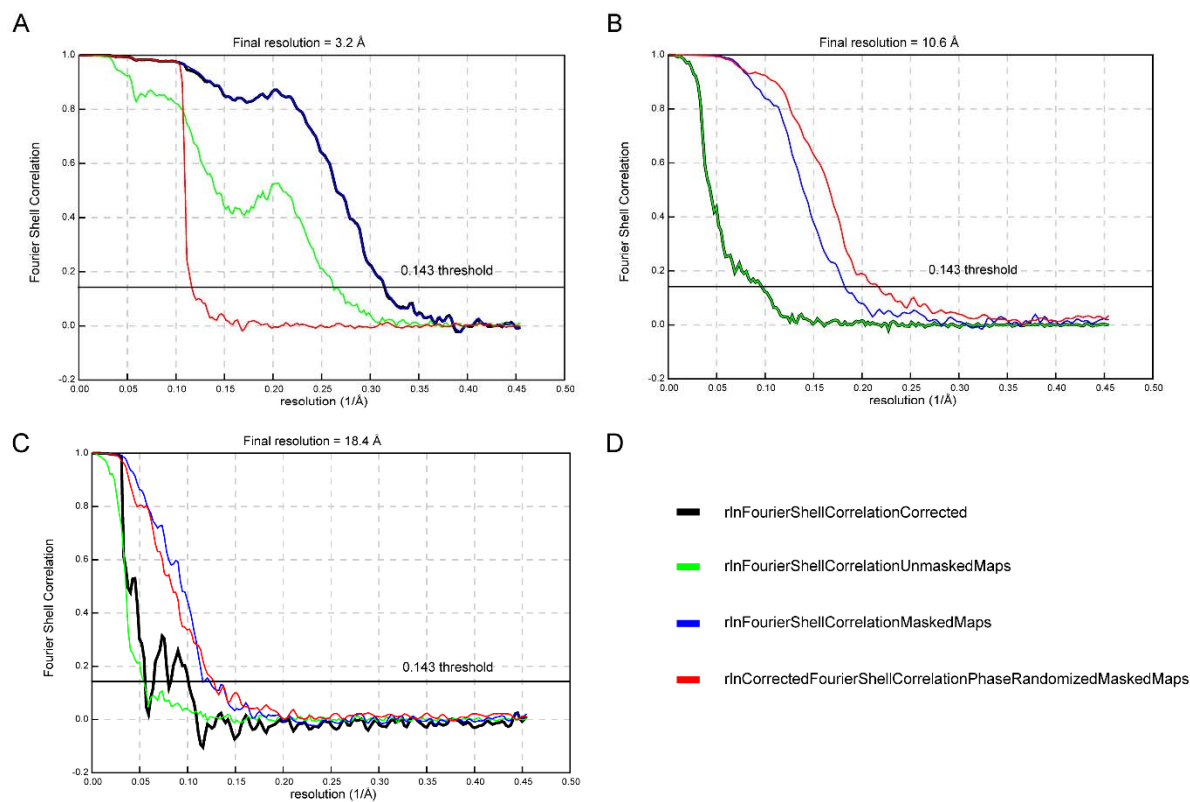 A
Final resolution = 3.2 Å
Fourier Shell Correlation
1.0
0.8
0.6
0.4
0.2
0.0
-0.2
0.143 threshold
0.00 0.05 0.10 0.15 0.20 0.25 0.30 0.35 0.40 0.45 0.50
resolution (1/Å)
B
Final resolution = 10.6 Å
Fourier Shell Correlation
1.0
0.8
0.6
0.4
0.2
0.0
-0.2
0.143 threshold
0.00 0.05 0.10 0.15 0.20 0.25 0.30 0.35 0.40 0.45 0.50
resolution (1/Å)
C
Final resolution = 18.4 Å
Fourier Shell Correlation
1.0
0.8
0.6
0.4
0.2
0.0
-0.2
0.143 threshold
0.00 0.05 0.10 0.15 0.20 0.25 0.30 0.35 0.40 0.45 0.50
resolution (1/Å)
D
rlnFourierShellCorrelationCorrected
rlnFourierShellCorrelationUnmaskedMaps
rlnFourierShellCorrelationMaskedMaps
rlnCorrectedFourierShellCorrelationPhaseRandomizedMaskedMaps